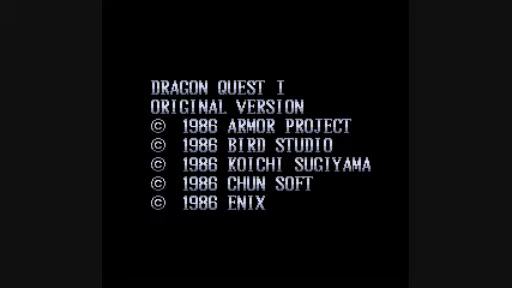 DRAGON QUEST I
ORIGINAL VERSION
© 1986 ARMOR PROJECT
© 1986 BIRD STUDIO
© 1986 KOICHI SUGIYAMA
© 1986 CHUN SOFT
© 1986 ENIX